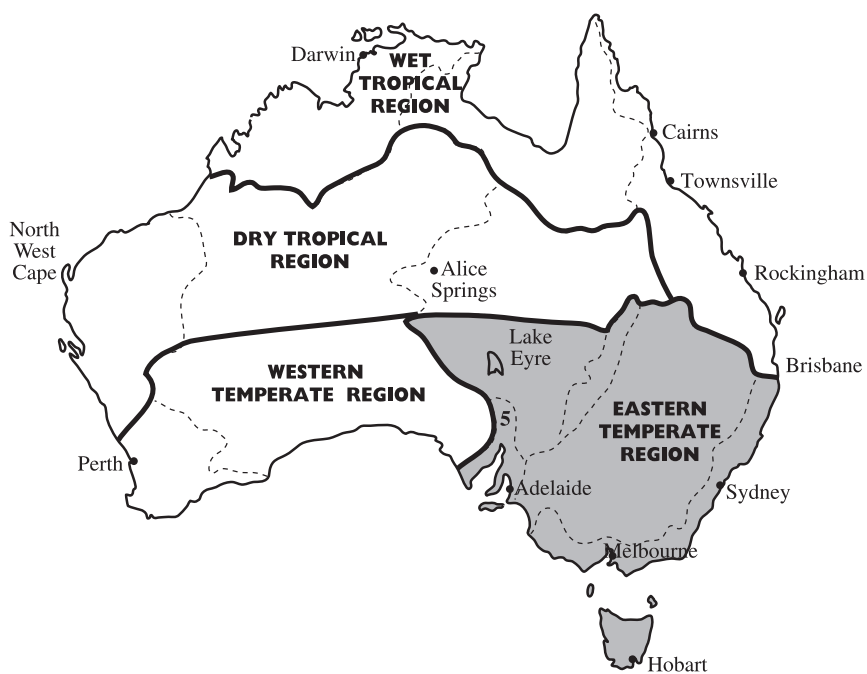 Darwin
WET
TROPICAL
REGION
Cairns
Townsville
North
West
Cape
DRY TROPICAL
REGION
Alice
Springs
Rockingham
Lake
Eyre
Brisbane
WESTERN
TEMPERATE REGION
5
EASTERN
TEMPERATE
REGION
Perth
Adelaide
Sydney
Melbourne
Hobart